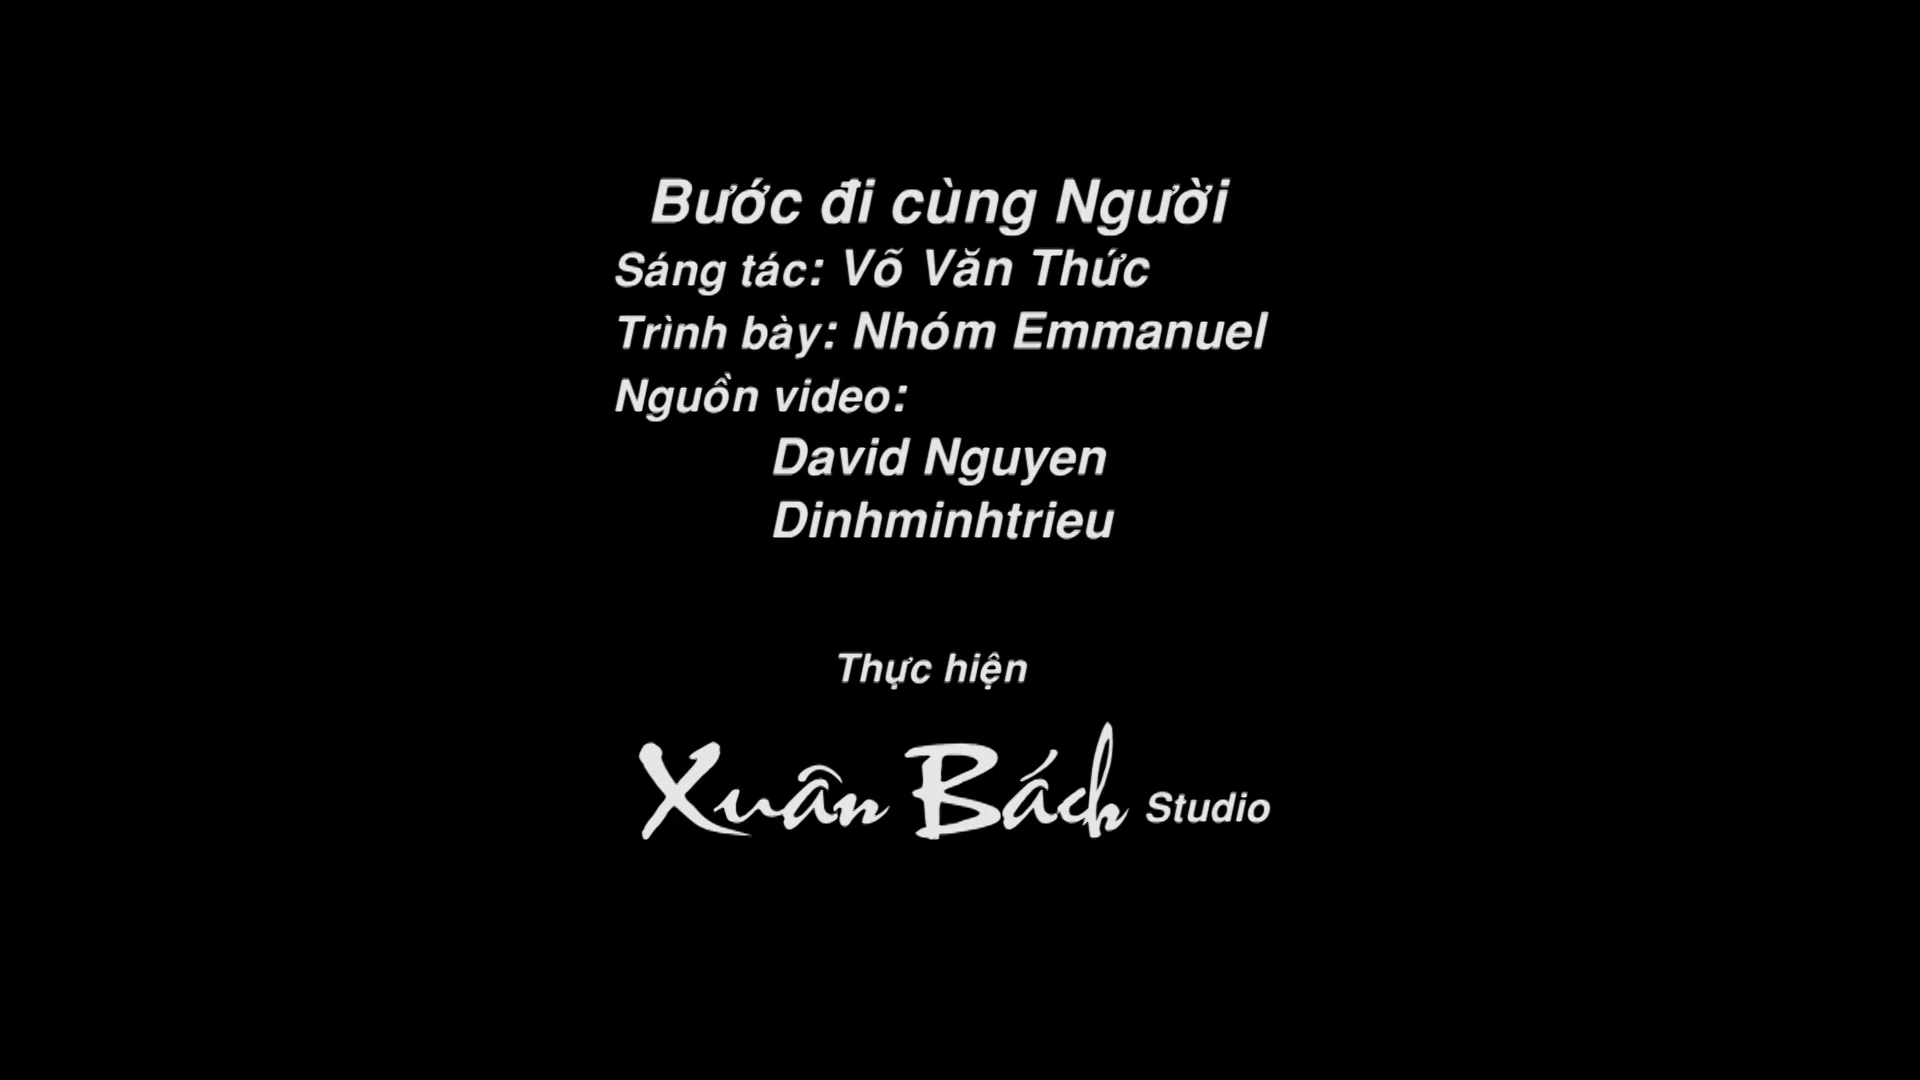 Bước đi cùng Người
Sáng tác: Võ Văn Thức
Trình bày: Nhóm Emmanuel
Nguồn video:
David Nguyen
Dinhminhtrieu
Thực hiện
Xuân Bách Studio